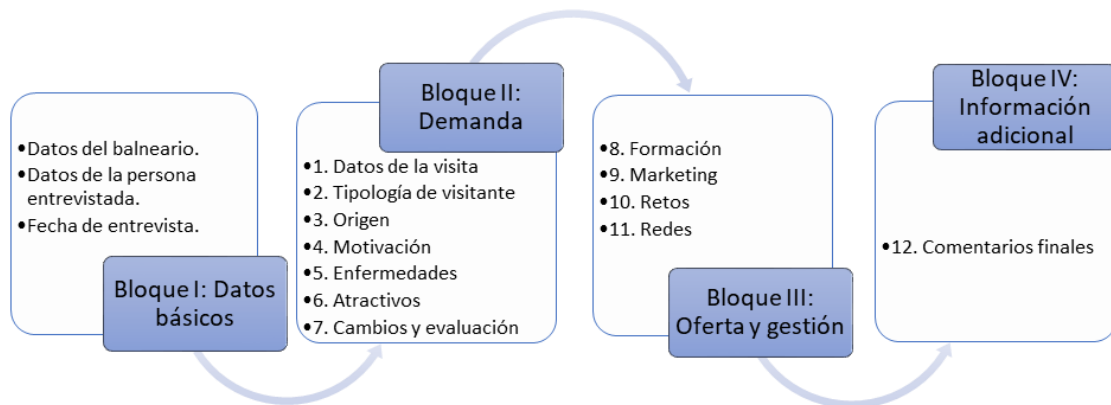 •Datos del balneario.
•Datos de la persona
entrevistada.
•Fecha de entrevista.
Bloque I: Datos
básicos
Bloque II:
Demanda
•1. Datos de la visita
•2. Tipología de visitante
•3. Origen
•4. Motivación
•5. Enfermedades
•6. Atractivos
•7. Cambios y evaluación
•8. Formación
•9. Marketing
•10. Retos
•11. Redes
Bloque III:
Oferta y gestión
Bloque IV:
Información
adicional
•12. Comentarios finales